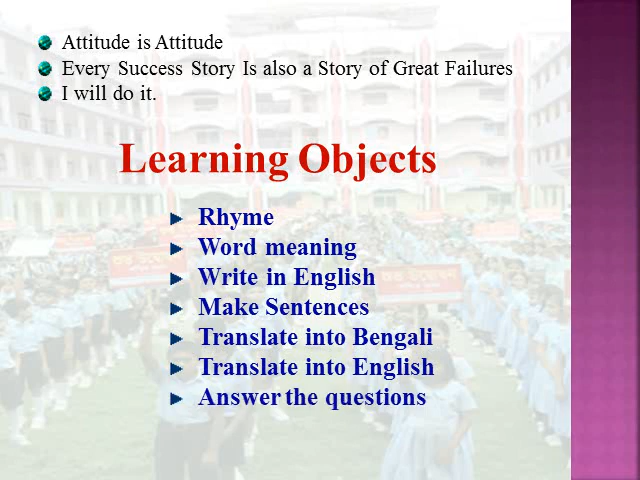 Attitude is Attitude
Every Success Story Is also a Story of Great Failures
I will do it.
Learning Objects
Rhyme
Word meaning
Write in English
Make Sentences
Translate into Bengali
Translate into English
Answer the questions